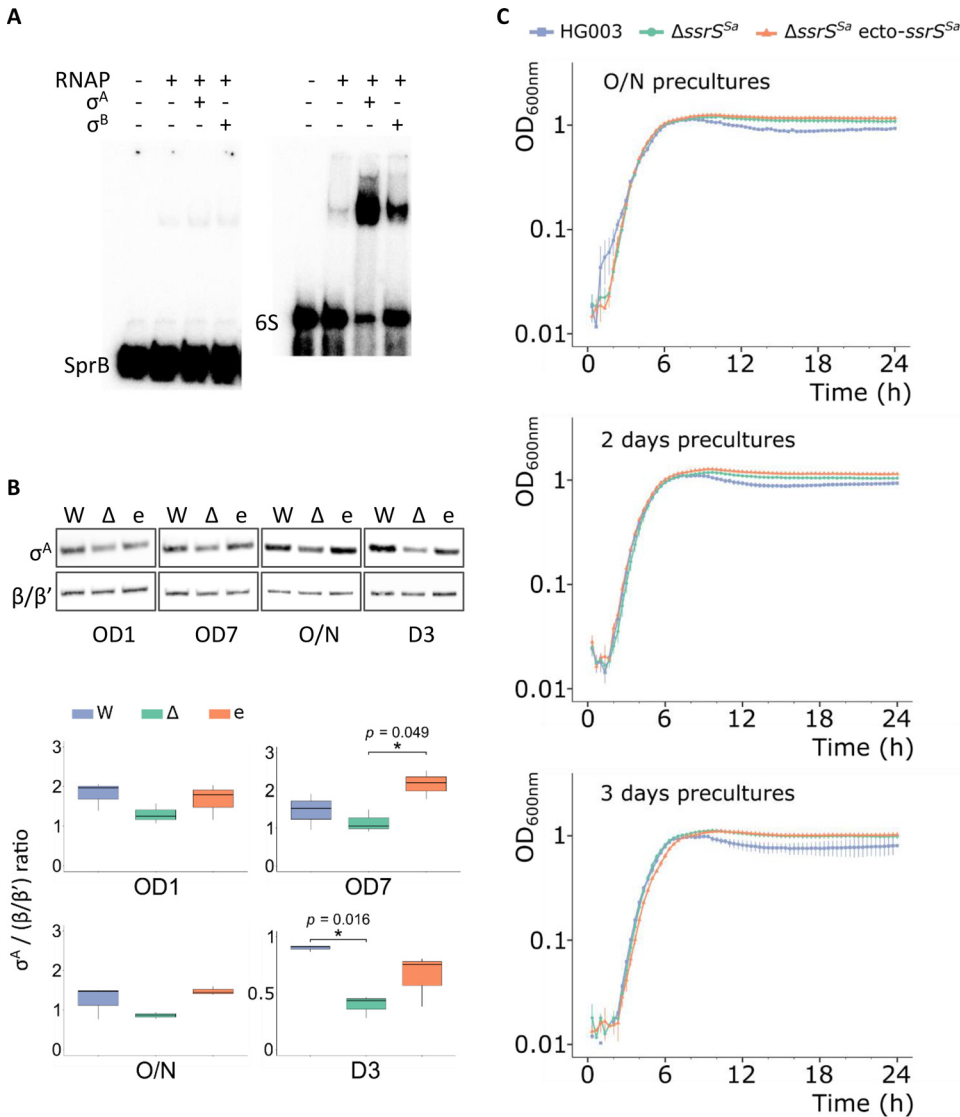 A
RNAP - + + +
σA - - + -
σB - - - +
SprB
RNAP - + + +
σA - - + -
σB - - - +
6S
B
W Δ e W Δ e W Δ e W Δ e
σA
β/β'
OD1 OD7 O/N D3
W Δ e
σA / (β/β') ratio
3
2
1
0
OD1
p = 0.049
*
3
2
1
0
OD7
3
2
1
0
O/N
p = 0.016
*
1
0.5
0
D3
C
HG003 ΔssrSSa ΔssrSSa ecto-ssrSSa
O/N precultures
OD600nm
1
0.1
0.01
0 6 12 18 24
Time (h)
2 days precultures
OD600nm
1
0.1
0.01
0 6 12 18 24
Time (h)
3 days precultures
OD600nm
1
0.1
0.01
0 6 12 18 24
Time (h)